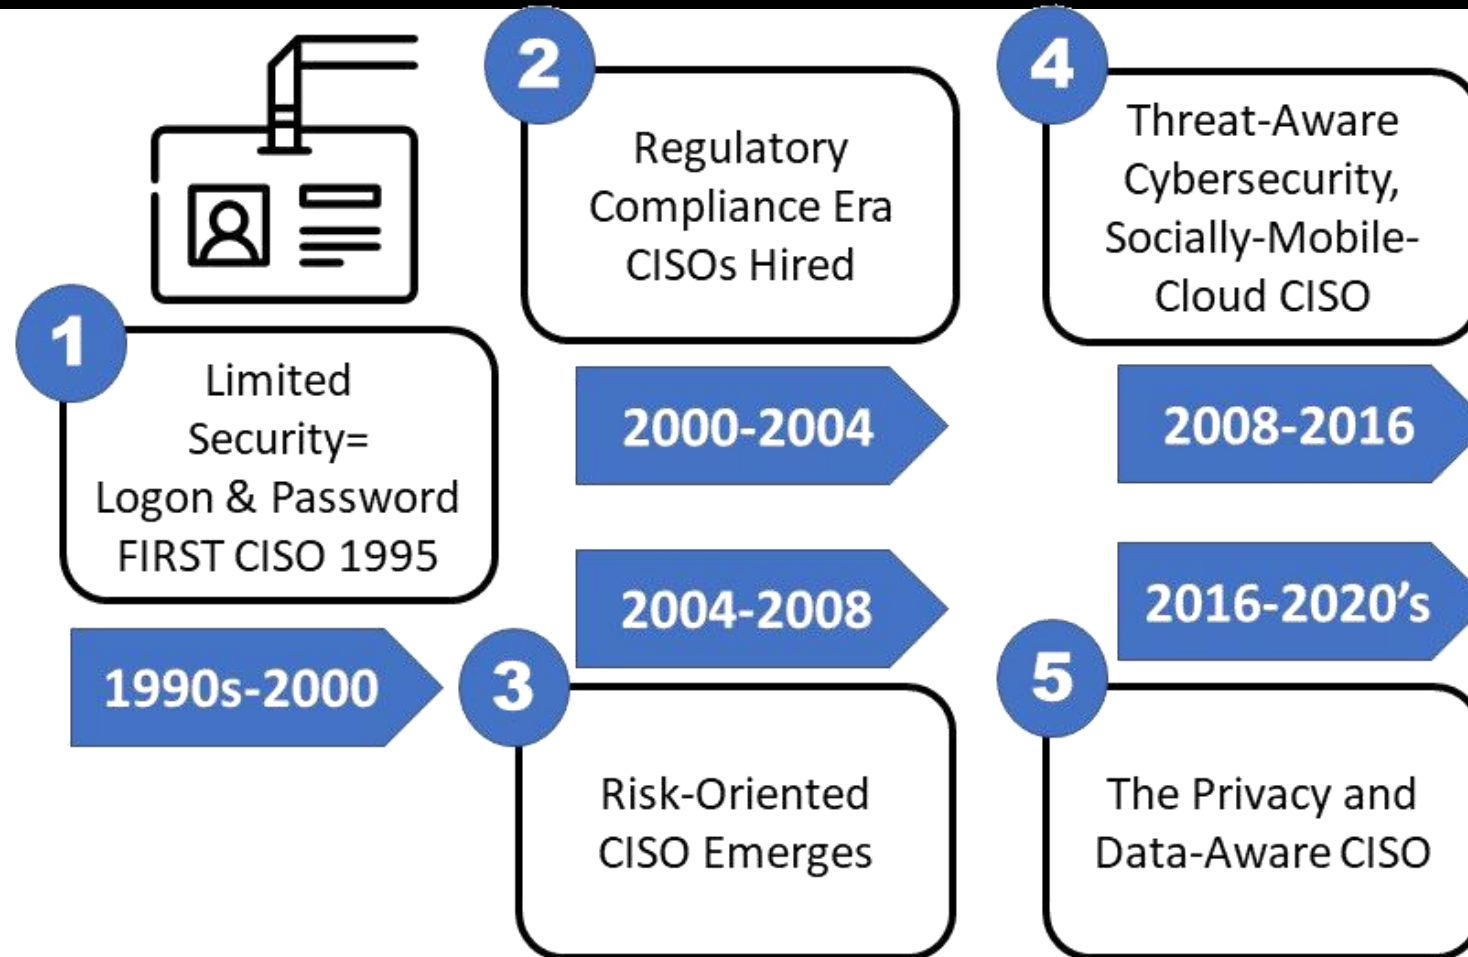 1
Limited
Security=
Logon & Password
FIRST CISO 1995
1990s-2000
2
Regulatory
Compliance Era
CISOs Hired
2000-2004
2004-2008
3
Risk-Oriented
CISO Emerges
4
Threat-Aware
Cybersecurity,
Socially-Mobile-
Cloud CISO
2008-2016
2016-2020’s
5
The Privacy and
Data-Aware CISO